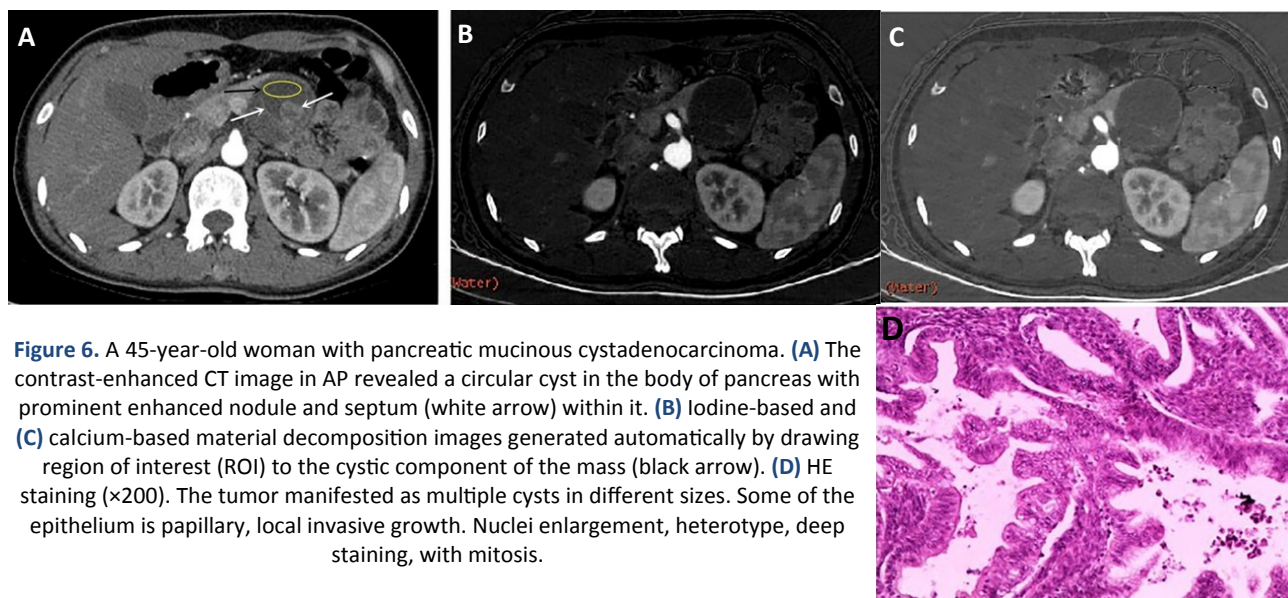 A
B
C
(Water)
(Water)
D
Figure 6. A 45-year-old woman with pancreatic mucinous cystadenocarcinoma. (A) The
contrast-enhanced CT image in AP revealed a circular cyst in the body of pancreas with
prominent enhanced nodule and septum (white arrow) within it. (B) Iodine-based and
(C) calcium-based material decomposition images generated automatically by drawing
region of interest (ROI) to the cystic component of the mass (black arrow). (D) HE
staining (×200). The tumor manifested as multiple cysts in different sizes. Some of the
epithelium is papillary, local invasive growth. Nuclei enlargement, heterotype, deep
staining, with mitosis.